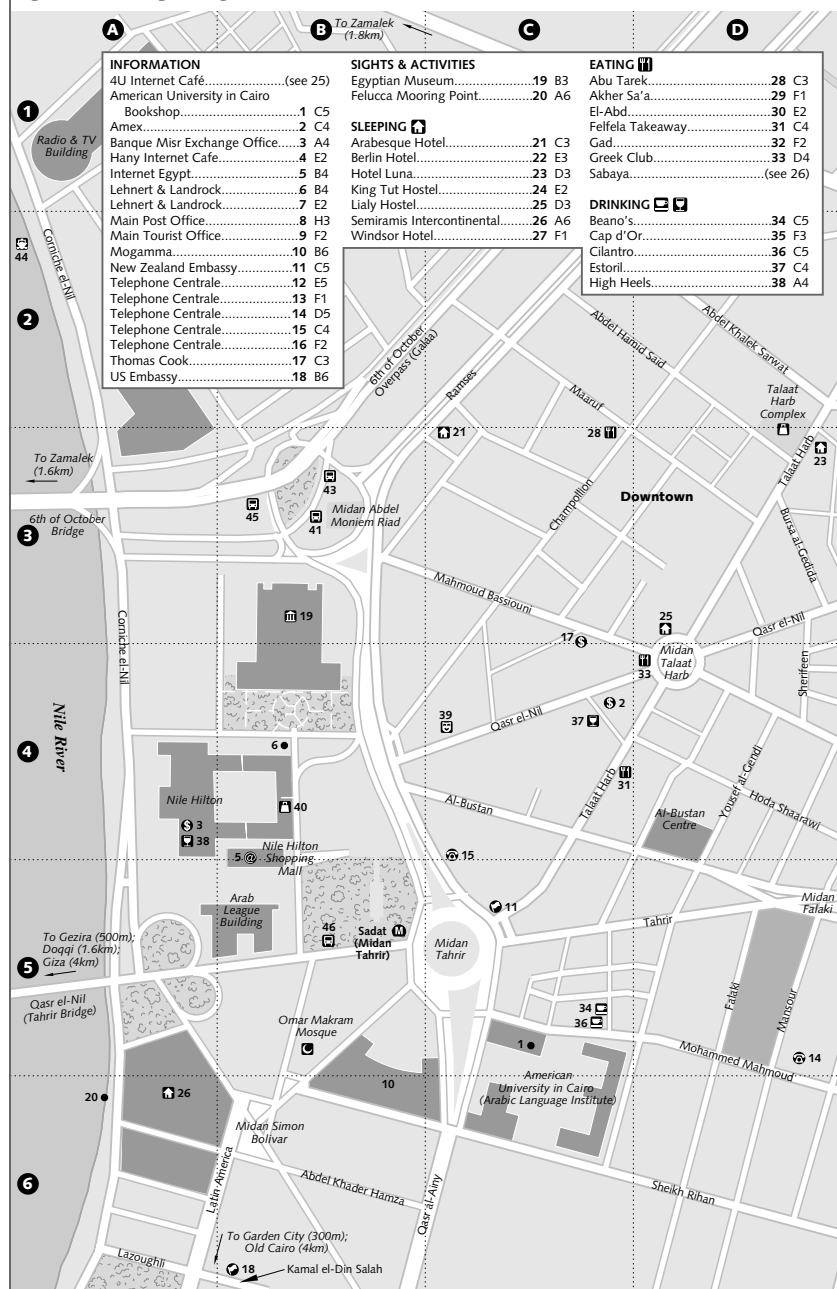 A
B
C
D
To Zamalek
(1.8km)
INFORMATION
4U Internet Café.......................(see 25)
American University in Cairo
Bookshop................................1 C5
Amex............................................2 C4
Banque Misr Exchange Office....3 A4
Hany Internet Cafe.....................4 E2
Internet Egypt.............................5 B4
Lehnert & Landrock....................6 B4
Lehnert & Landrock....................7 E2
Main Post Office.........................8 H3
Main Tourist Office.....................9 F2
Mogamma.................................10 B6
New Zealand Embassy..............11 C5
Telephone Centrale...................12 E5
Telephone Centrale...................13 F1
Telephone Centrale...................14 D5
Telephone Centrale...................15 C4
Telephone Centrale...................16 F2
Thomas Cook............................17 C3
US Embassy...............................18 B6
SIGHTS & ACTIVITIES
Egyptian Museum.....................19 B3
Felucca Mooring Point..............20 A6
SLEEPING
Arabesque Hotel.......................21 C3
Berlin Hotel...............................22 E3
Hotel Luna................................23 D3
King Tut Hostel.........................24 E2
Lialy Hostel...............................25 D3
Semiramis Intercontinental........26 A6
Windsor Hotel...........................27 F1
EATING
Abu Tarek.................................28 C3
Akher Sa'a................................29 F1
El-Abd.......................................30 E2
Felfela Takeaway......................31 C4
Gad...........................................32 F2
Greek Club................................33 D4
Sabaya..................................(see 26)
DRINKING
Beano's.....................................34 C5
Cap d'Or...................................35 F3
Cilantro.....................................36 C5
Estoril........................................37 C4
High Heels................................38 A4
1
Radio & TV
Building
44
Corniche el-Nil
2
6th of October
Overpass (Galaa)
Ramses
Abdel Hamid Said
Abdel Khalek Sarwat
Maaruf
Talaat
Harb
Complex
21
28
Talaat Harb
23
To Zamalek
(1.6km)
43
45
41
Midan Abdel
Moniem Riad
Champollion
Downtown
6th of October
Bridge
3
Bursa al-Gedida
Mahmoud Bassiouni
Corniche el-Nil
19
25
17
Qasr el-Nil
Midan
Talaat
Harb
33
Sherifeen
Nile River
39
Qasr el-Nil
2
37
4
6
40
Nile Hilton
3
38
Talaat Harb
31
Al-Bustan
Yousef al-Gendi
Hoda Shaarawi
Al-Bustan
Centre
5 @
Nile Hilton
Shopping
Mall
15
Arab
League
Building
11
Midan
Falaki
Tahrir
46
Sadat M
(Midan
Tahrir)
Midan
Tahrir
To Gezira (500m);
Doqqi (1.6km);
Giza (4km)
5
Qasr el-Nil
(Tahrir Bridge)
Falaki
Mansour
34
36
Omar Makram
Mosque
1
14
Mohammed Mahmoud
10
American
University in Cairo
(Arabic Language Institute)
20
26
Midan Simon
Bolivar
6
Latin America
Abdel Khader Hamza
Qasr al-Ainy
Sheikh Rihan
To Garden City (300m);
Old Cairo (4km)
Lazoughli
18
Kamal el-Din Salah